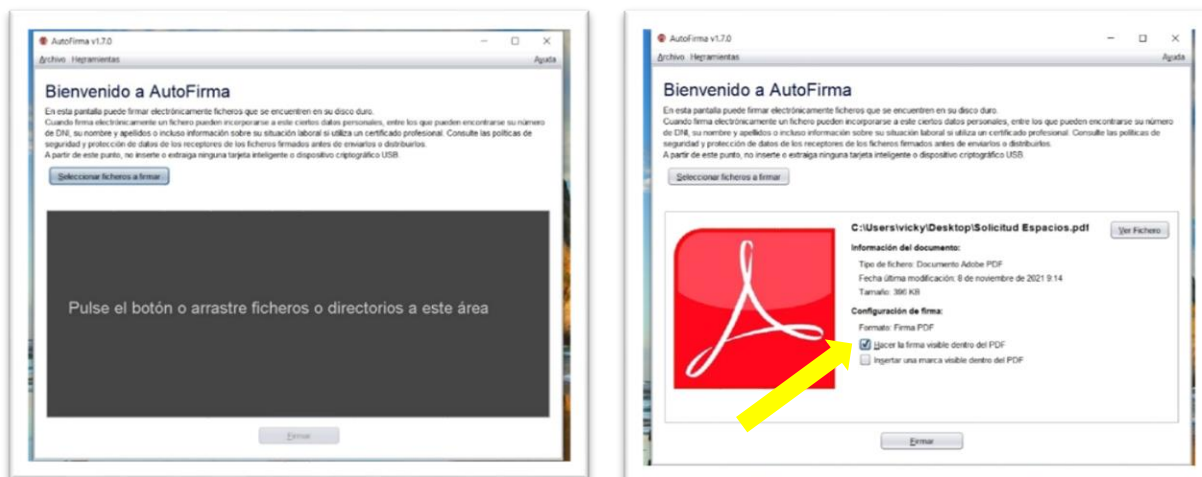 AutoFirma v1.7.0
Archivo Herramientas Ayuda
Bienvenido a AutoFirma
En esta pantalla puede firmar electrónicamente ficheros que se encuentren en su disco duro.
Cuando firma electrónicamente un fichero pueden incorporarse a este ciertos datos personales, entre los que pueden encontrarse su número
de DNI, su nombre y apellidos o incluso información sobre su situación laboral si utiliza un certificado profesional. Consulte las políticas de
seguridad y protección de datos de los receptores de los ficheros firmados antes de enviarlos o distribuirlos.
A partir de este punto, no inserte o extraiga ninguna tarjeta inteligente o dispositivo criptográfico USB.
Seleccionar ficheros a firmar
Pulse el botón o arrastre ficheros o directorios a este área
Firmar
AutoFirma v1.7.0
Archivo Herramientas Ayuda
Bienvenido a AutoFirma
En esta pantalla puede firmar electrónicamente ficheros que se encuentren en su disco duro.
Cuando firma electrónicamente un fichero pueden incorporarse a este ciertos datos personales, entre los que pueden encontrarse su número
de DNI, su nombre y apellidos o incluso información sobre su situación laboral si utiliza un certificado profesional. Consulte las políticas de
seguridad y protección de datos de los receptores de los ficheros firmados antes de enviarlos o distribuirlos.
A partir de este punto, no inserte o extraiga ninguna tarjeta inteligente o dispositivo criptográfico USB.
Seleccionar ficheros a firmar
C:\Users\vicky\Desktop\Solicitud Espacios.pdf
Ver Fichero
Información del documento:
Tipo de fichero: Documento Adobe PDF
Fecha última modificación: 8 de noviembre de 2021 9:14
Tamaño: 386 KB
Configuración de firma:
Formato: Firma PDF
Hacer la firma visible dentro del PDF
Insertar una marca visible dentro del PDF
Firmar